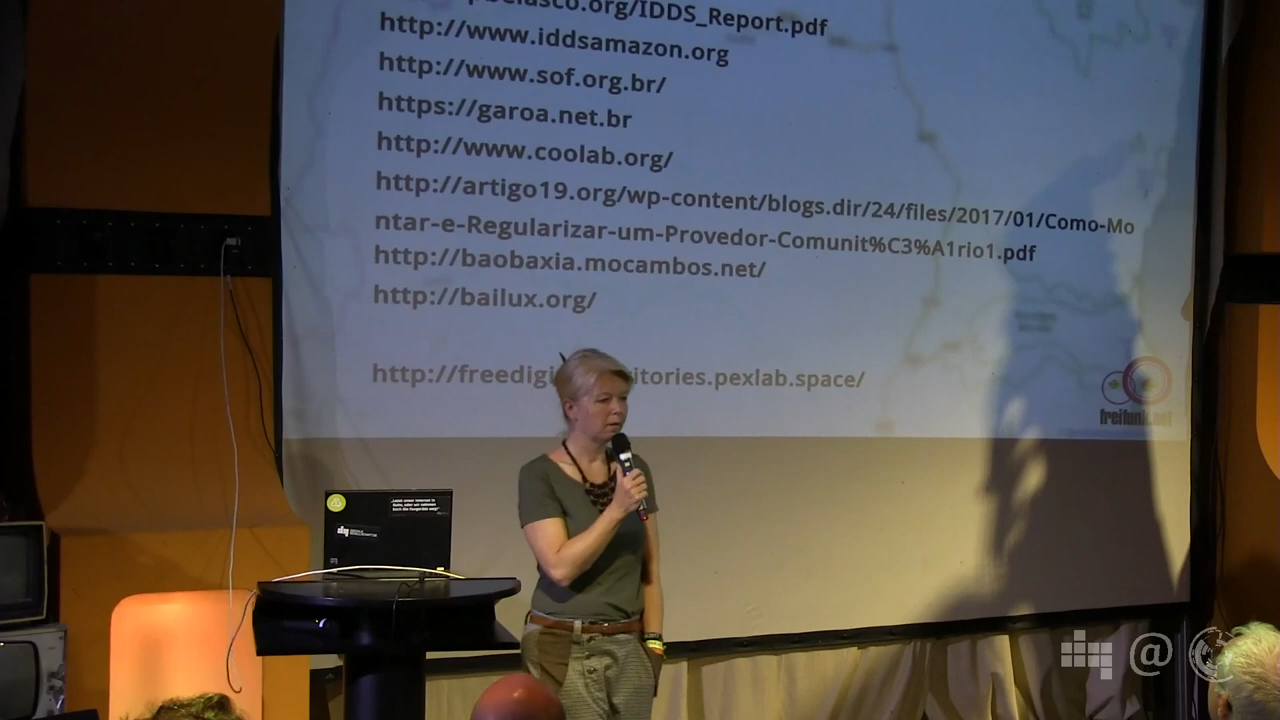 .org/IDDS_Report.pdf
http://www.iddsamazon.org
http://www.sof.org.br/
https://garoa.net.br
http://www.coolab.org/
http://artigo19.org/wp-content/blogs.dir/24/files/2017/01/Como-Mo
ntar-e-Regularizar-um-Provedor-Comunit%C3%A1rio1.pdf
http://baobaxia.mocambos.net/
http://bailux.org/
http://freedigi itories.pexlab.space/
freifunk.net
dg
@